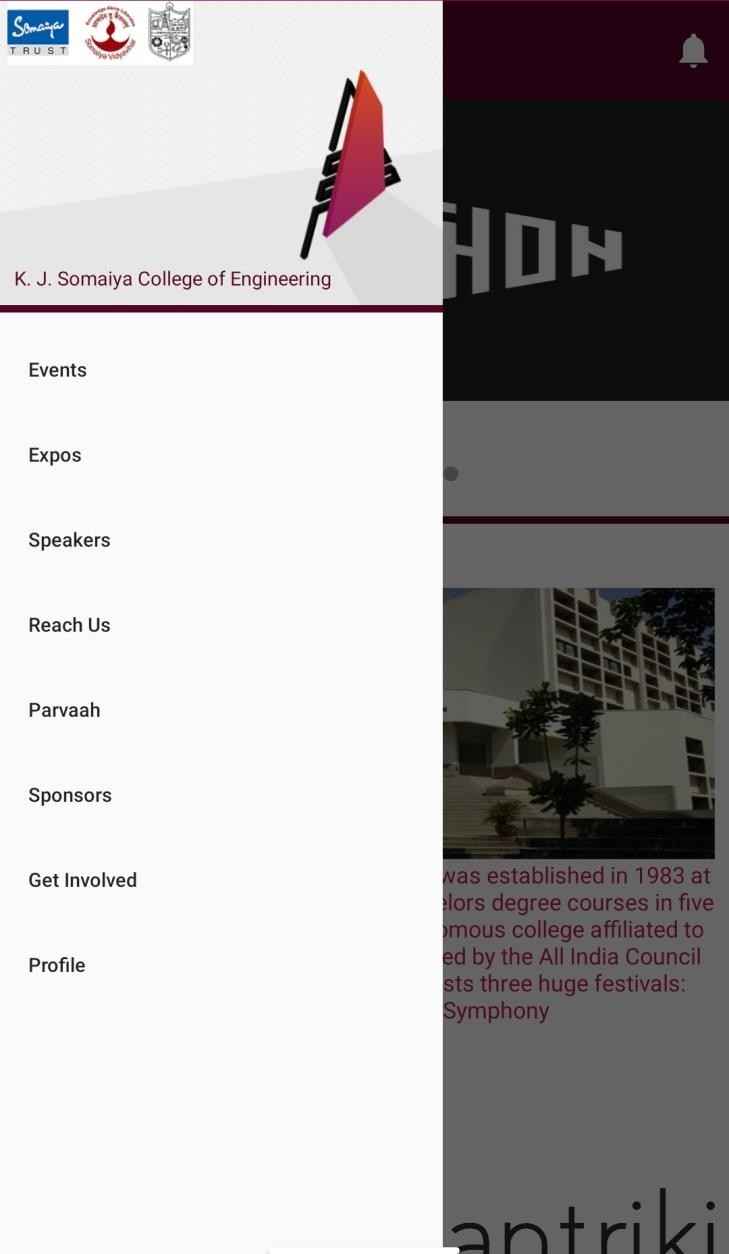 Somaiya
TRUST
Somaiya Vidyavihar
K. J. Somaiya College of Engineering
Events
Expos
Speakers
Reach Us
Parvaah
Sponsors
Get Involved
Profile
HON
was established in 1983 at
elors degree courses in five
omous college affiliated to
ed by the All India Council
sts three huge festivals:
Symphony
antriki